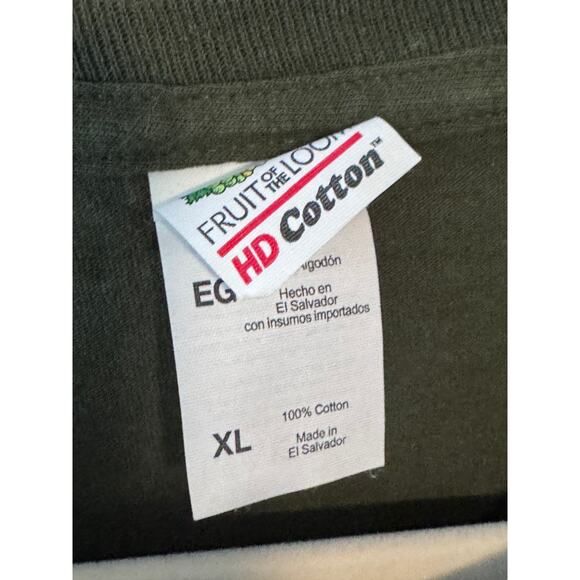 FRUIT OF THE LOOM
HD Cotton™
EG
Algodón
Hecho en
El Salvador
con insumos importados
100% Cotton
XL
Made in
El Salvador